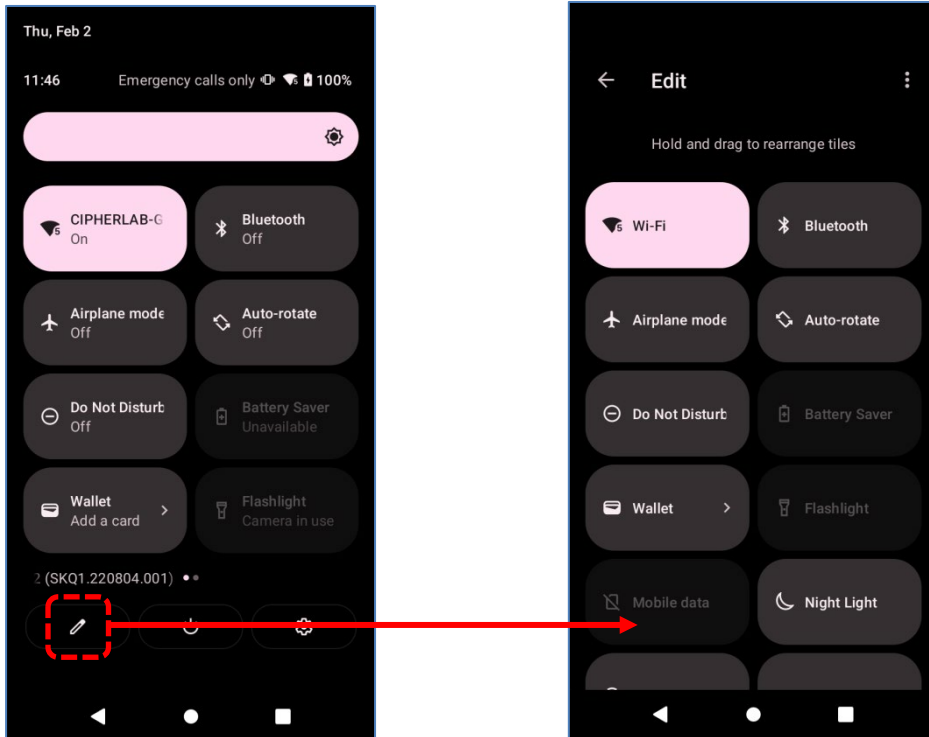 Thu, Feb 2
11:46 Emergency calls only 5 100%
CIPHERLAB-G
On
Bluetooth
Off
Airplane mode
Off
Auto-rotate
Off
Do Not Disturb
Off
Battery Saver
Unavailable
Wallet
Add a card
Flashlight
Camera in use
2 (SKQ1.220804.001)
Edit
Hold and drag to rearrange tiles
Wi-Fi
Bluetooth
Airplane mode
Auto-rotate
Do Not Disturb
Battery Saver
Wallet
Flashlight
Mobile data
Night Light